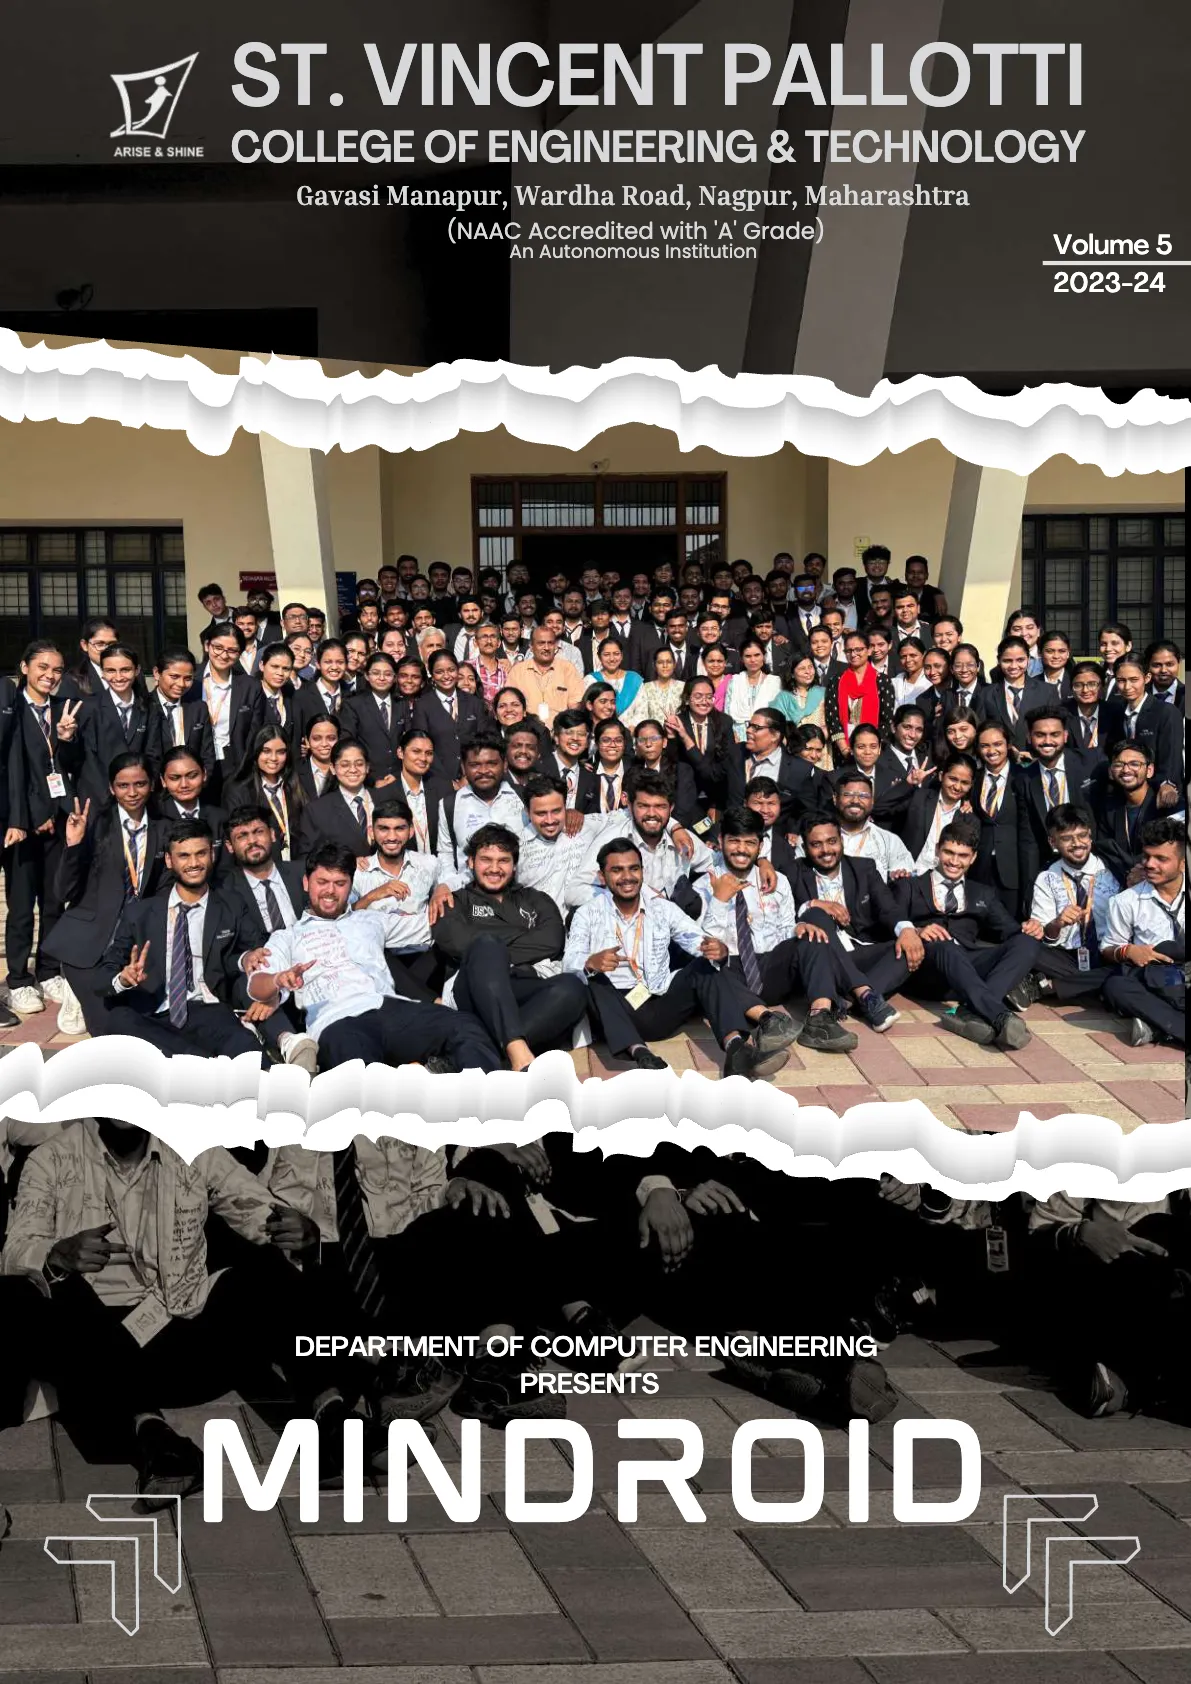 ST. VINCENT PALLOTTI
COLLEGE OF ENGINEERING & TECHNOLOGY
ARISE & SHINE
Gavasi Manapur, Wardha Road, Nagpur, Maharashtra
(NAAC Accredited with 'A' Grade)
An Autonomous Institution
Volume 5
2023-24
DEPARTMENT OF COMPUTER ENGINEERING
PRESENTS
MINDROID